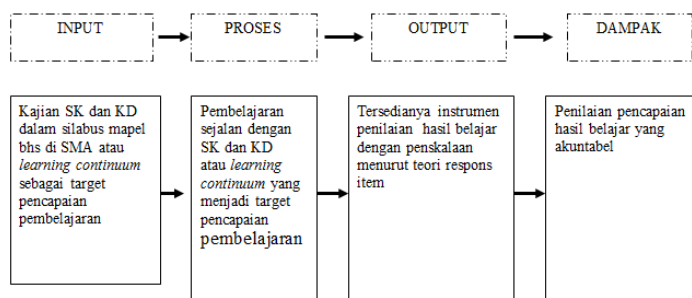 INPUT
PROSES
OUTPUT
DAMPAK
Kajian SK dan KD
dalam silabus mapel
bhs di SMA atau
learning continuum
sebagai target
pencapaian
pembelajaran
Pembelajaran
sejalan dengan
SK dan KD
atau learning
continuum yang
menjadi target
pencapaian
pembelajaran
Tersedianya instrumen
penilaian hasil belajar
dengan penskalaan
menurut teori respons
item
Penilaian pencapaian
hasil belajar yang
akuntabel